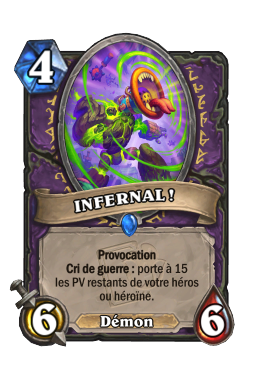 4
INFERNAL !
Provocation
Cri de guerre : porte à 15
les PV restants de votre héros
ou héroïne.
6
Démon
6